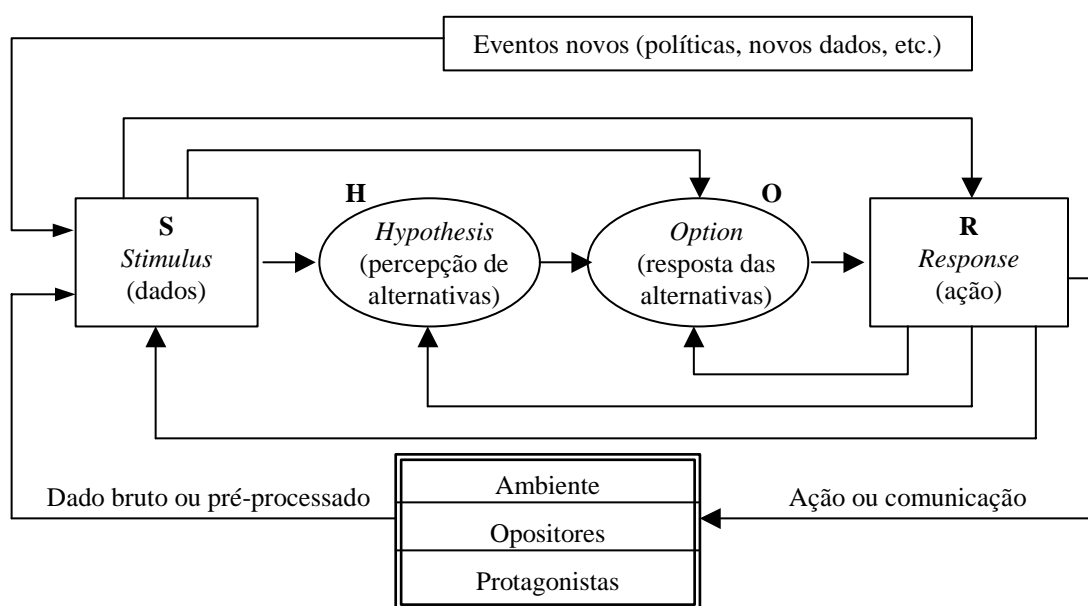 Eventos novos (políticas, novos dados, etc.)
S
Stimulus
(dados)
H
Hypothesis
(percepção de
alternativas)
O
Option
(resposta das
alternativas)
R
Response
(ação)
Dado bruto ou pré-processado
Ambiente
Opositores
Protagonistas
Ação ou comunicação